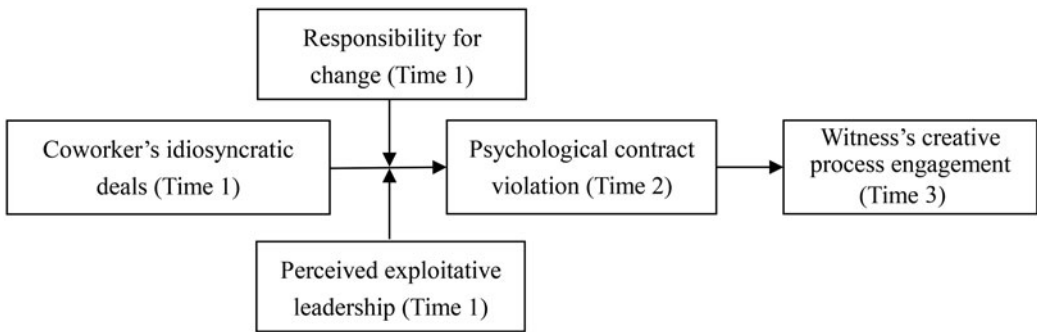 Responsibility for
change (Time 1)
Coworker’s idiosyncratic
deals (Time 1)
Psychological contract
violation (Time 2)
Witness’s creative
process engagement
(Time 3)
Perceived exploitative
leadership (Time 1)